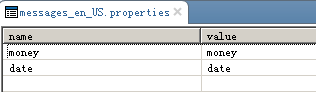 messages_en_US.properties
name value
money money
date date